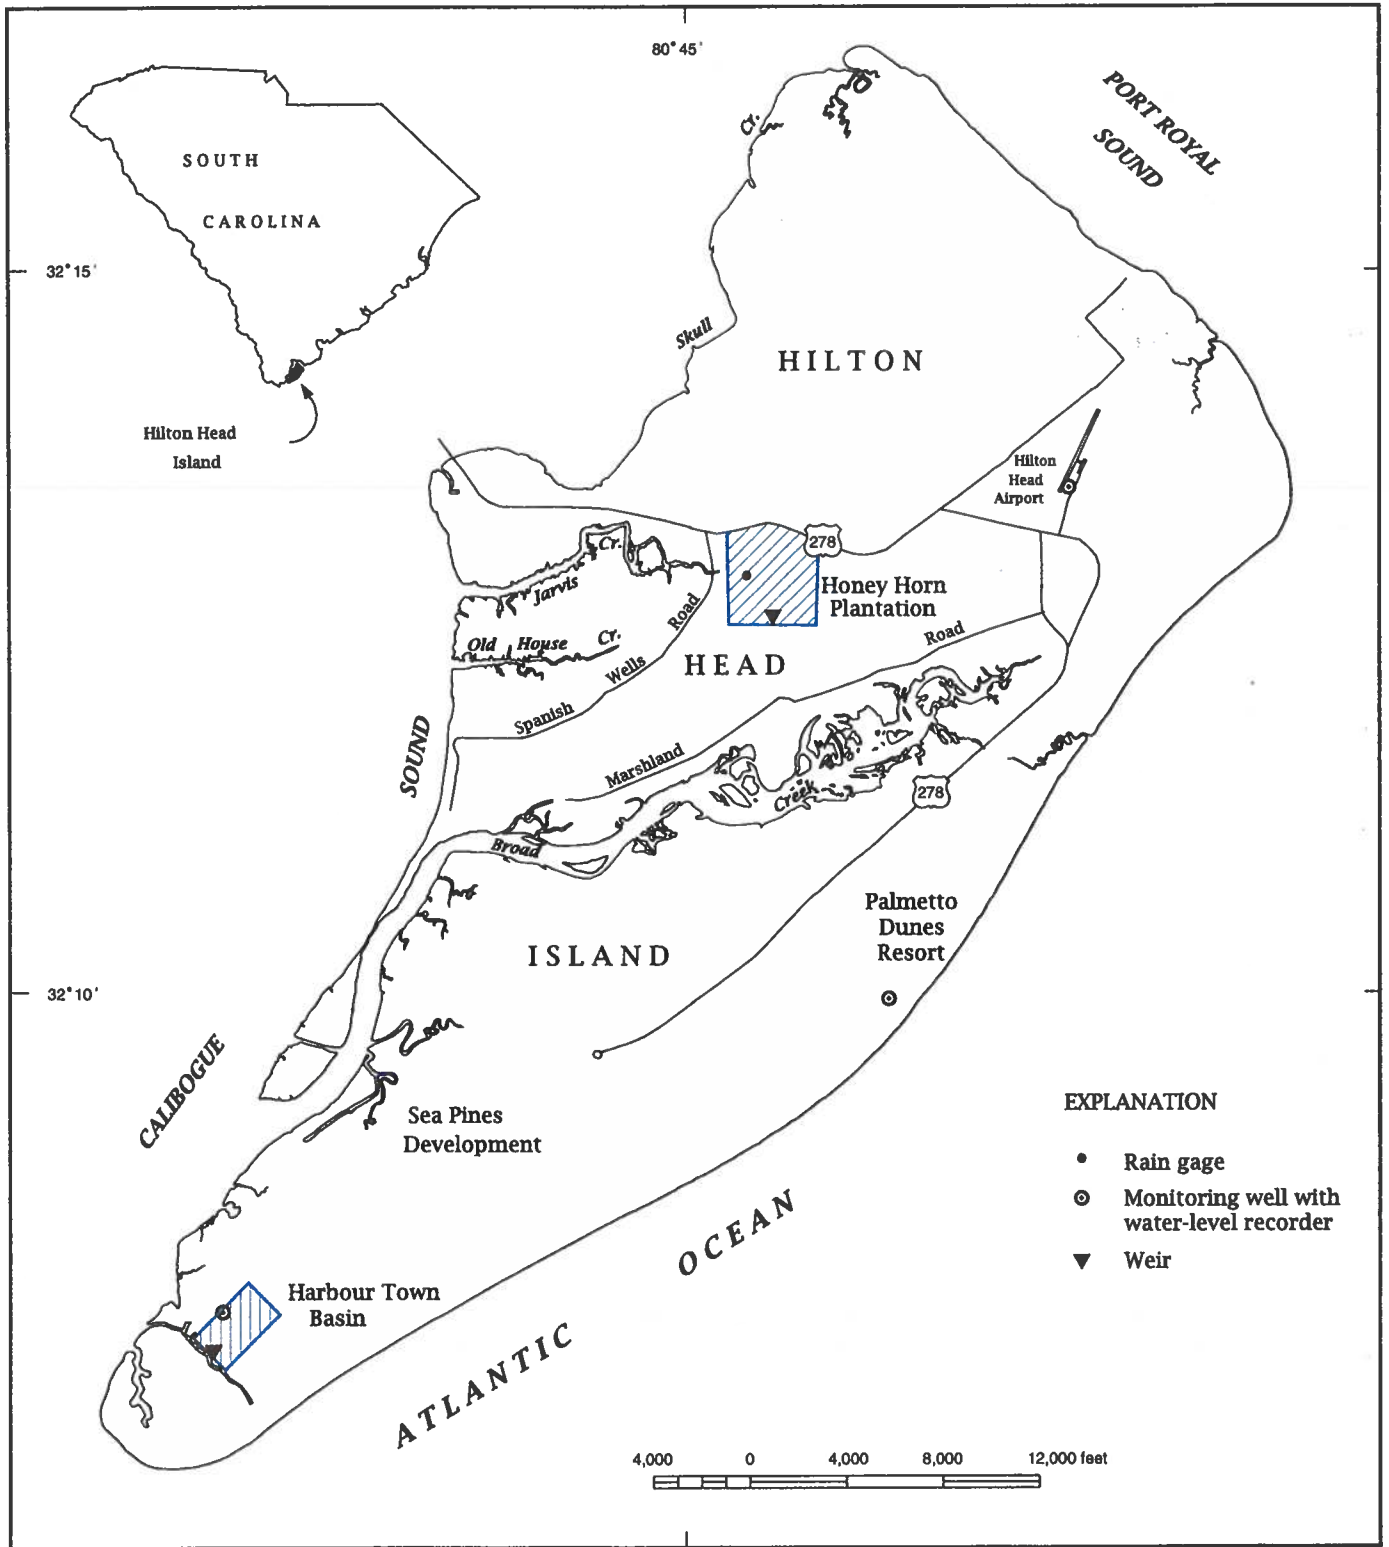 80°45'
PORT ROYAL
SOUND
Cr.
SOUTH
CAROLINA
32°15'
Skull
HILTON
Hilton Head
Island
Hilton
Head
Airport
278
Cr.
Jarvis
Honey Horn
Plantation
Road
Old House Cr.
Road
HEAD
Wells
Spanish
SOUND
Marshland
Creek
278
Broad
Palmetto
Dunes
Resort
ISLAND
32°10'
CALIBOGUE
Sea Pines
Development
EXPLANATION
Rain gage
Monitoring well with
water-level recorder
Weir
OCEAN
Harbour Town
Basin
ATLANTIC
4,000 0 4,000 8,000 12,000 feet